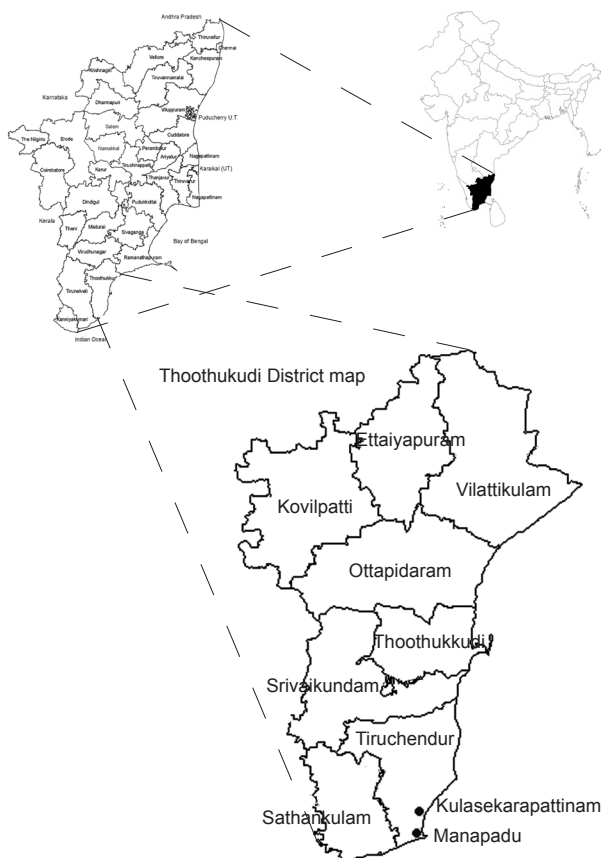 Andhra Pradesh
Thiruvallur
Chennai
Vellore
Kancheepuram
Krishnagiri
Tiruvannamalai
Karnataka
Dharmapuri
Viluppuram
Puducherry U.T.
Salem
The Nilgiris
Erode
Cuddalore
Namakkal
Perambalur
Ariyalur
Nagapattinam
Coimbatore
Karur
Tiruchirappalli
Karaikal (UT)
Thanjavur
Thiruvarur
Nagapattinam
Dindigul
Pudukkottai
Kerala
Theni
Madurai
Sivaganga
Bay of Bengal
Virudhunagar
Ramanathapuram
Thoothukku
Tirunelveli
Kanniyakumari
Indian Ocean
Thoothukudi District map
Ettaiyapuram
Vilattikulam
Kovilpatti
Ottapidaram
Thoothukkudi
Srivaikundam
Tiruchendur
Kulasekarapattinam
Sathankulam
Manapadu